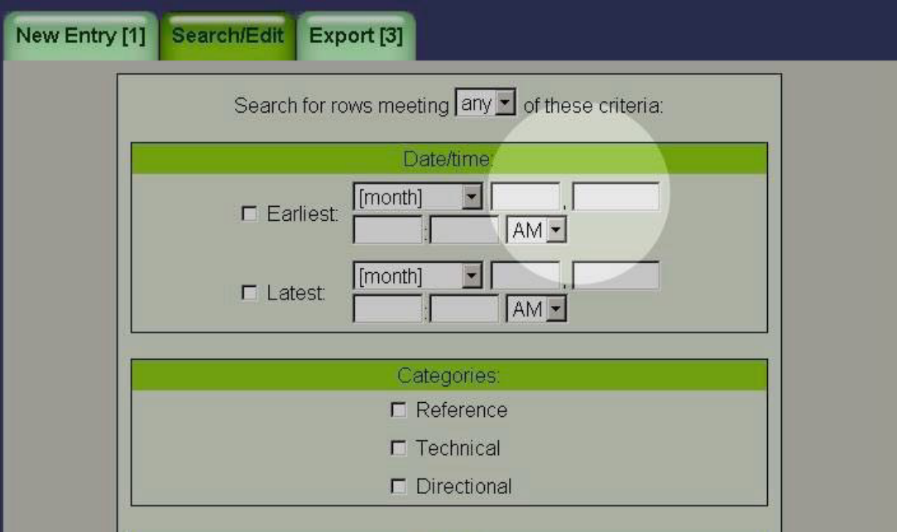 New Entry [1] Search/Edit Export [3]
Search for rows meeting any of these criteria:
Date/time:
Earliest: [month] ,
: AM
Latest: [month] ,
: AM
Categories:
Reference
Technical
Directional